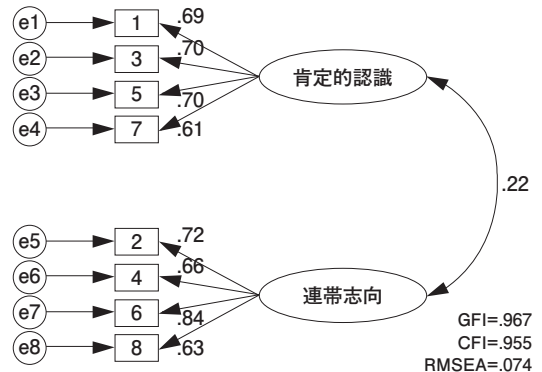 e1 1 .69
e2 3 .70
e3 5 .70
e4 7 .61
肯定的認識
.22
e5 2 .72
e6 4 .66
e7 6 .84
e8 8 .63
連帯志向
GFI=.967
CFI=.955
RMSEA=.074